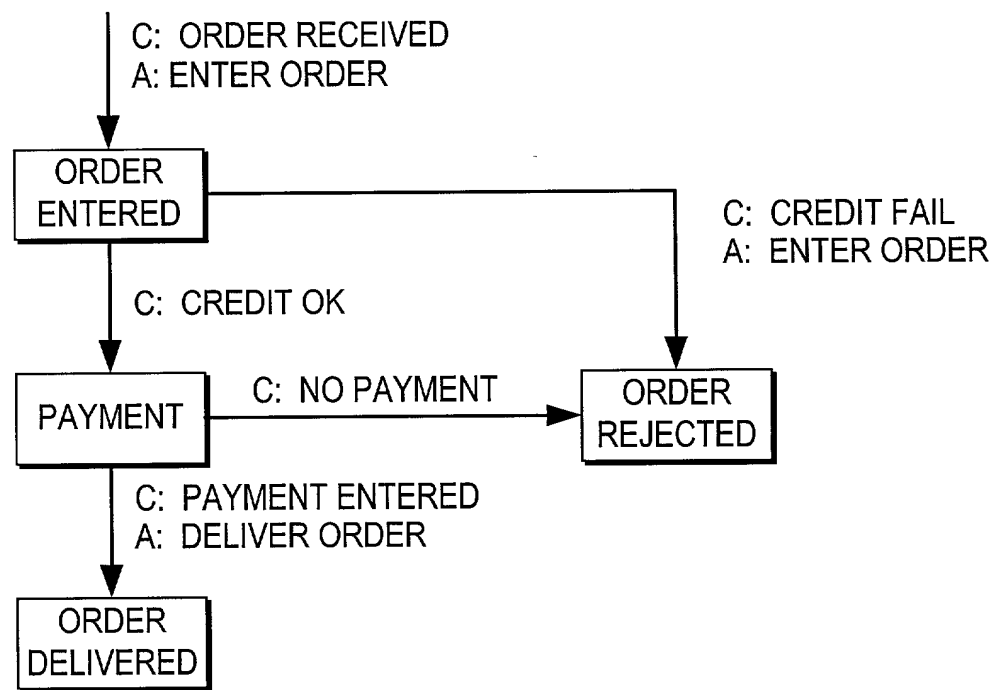 C: ORDER RECEIVED
A: ENTER ORDER
ORDER
ENTERED
C: CREDIT FAIL
A: ENTER ORDER
C: CREDIT OK
PAYMENT
C: NO PAYMENT
ORDER
REJECTED
C: PAYMENT ENTERED
A: DELIVER ORDER
ORDER
DELIVERED